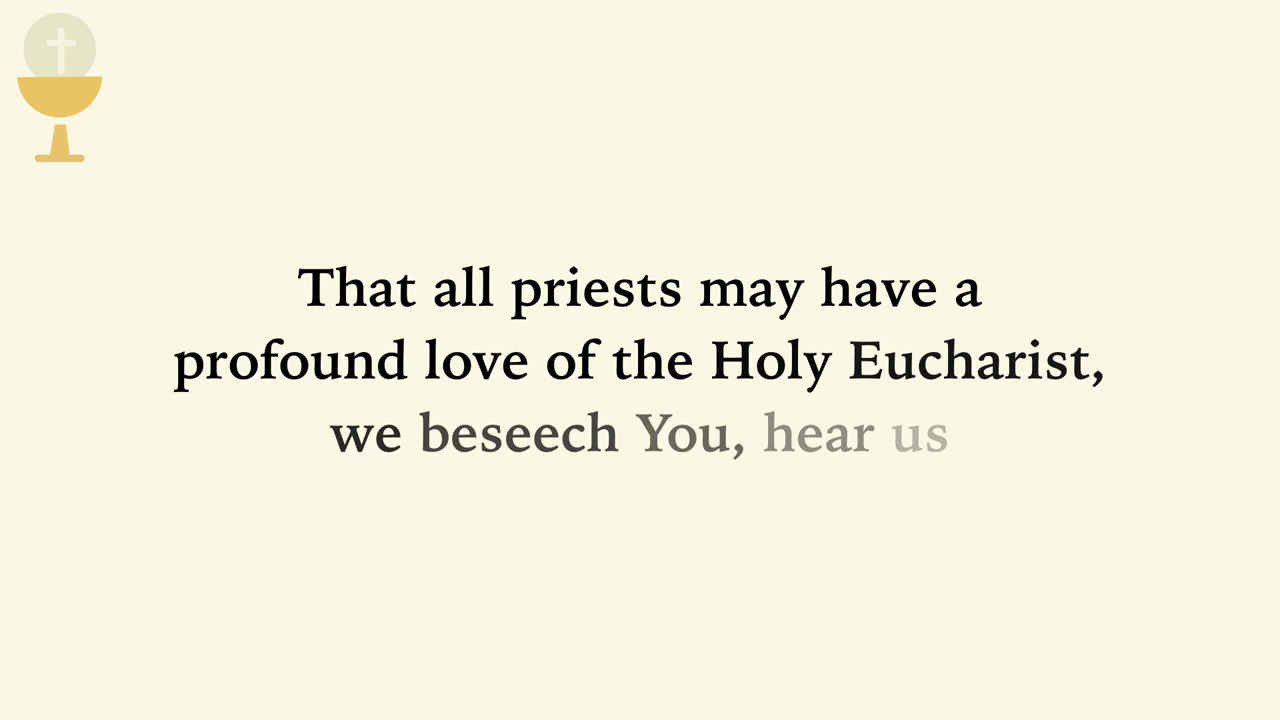 That all priests may have a
profound love of the Holy Eucharist,
we beseech You, hear us